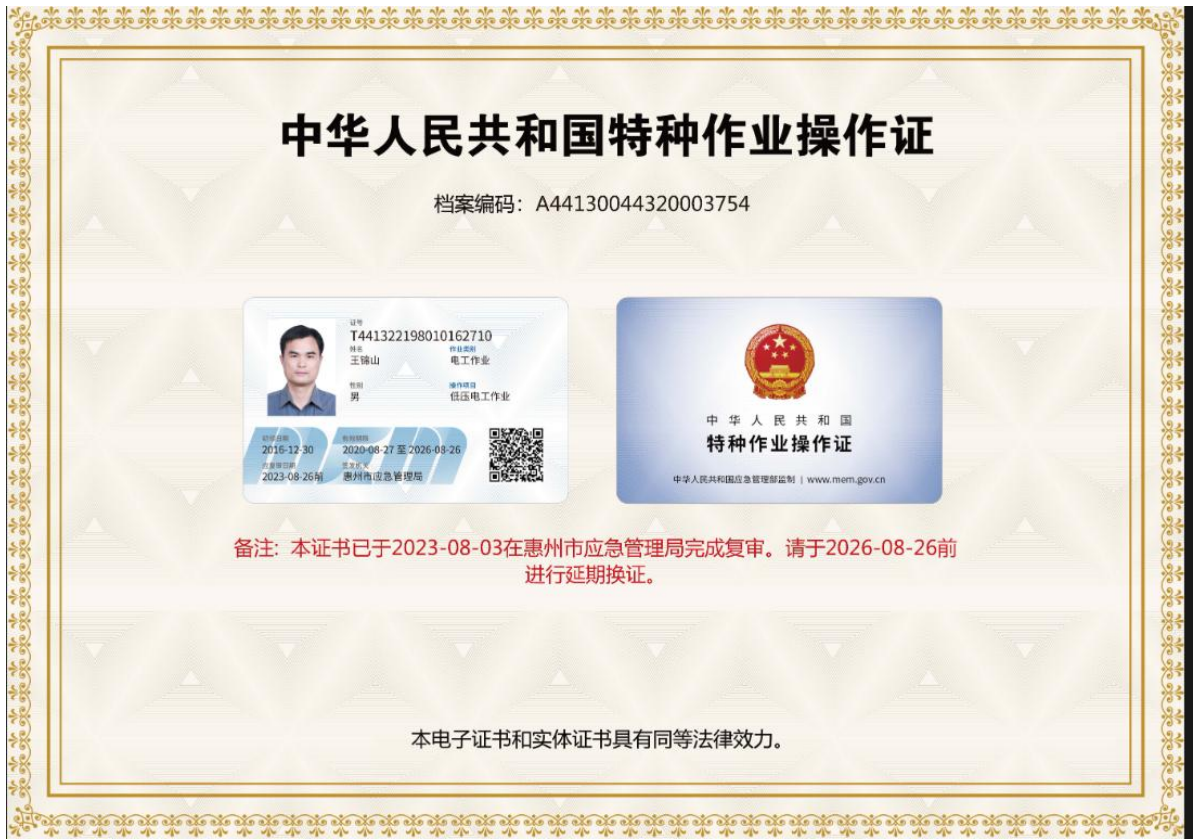 中华人民共和国特种作业操作证
档案编码：A44130044320003754
证号
T441322198010162710
姓名 作业类别
王锦山 电工作业
性别 操作项目
男 低压电工作业
初领日期 有效期限
2016-12-30 2020-08-27 至 2026-08-26
应复审日期 签发机关
2023-08-26前 惠州市应急管理局
中华人民共和国
特种作业操作证
中华人民共和国应急管理部监制 | www.mem.gov.cn
备注: 本证书已于2023-08-03在惠州市应急管理局完成复审。请于2026-08-26前
进行延期换证。
本电子证书和实体证书具有同等法律效力。